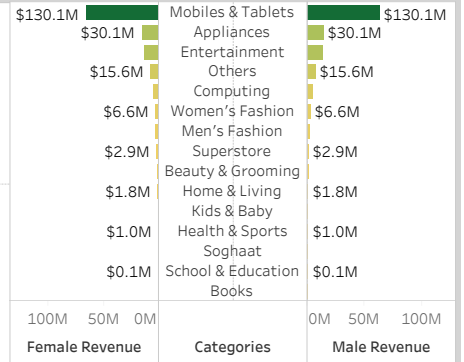 $130.1M Mobiles & Tablets $130.1M
$30.1M Appliances $30.1M
Entertainment
$15.6M Others $15.6M
Computing
$6.6M Women's Fashion $6.6M
Men's Fashion
$2.9M Superstore $2.9M
Beauty & Grooming
$1.8M Home & Living $1.8M
Kids & Baby
$1.0M Health & Sports $1.0M
Soghaat
$0.1M School & Education $0.1M
Books
100M 50M 0M 0M 50M 100M
Female Revenue Categories Male Revenue